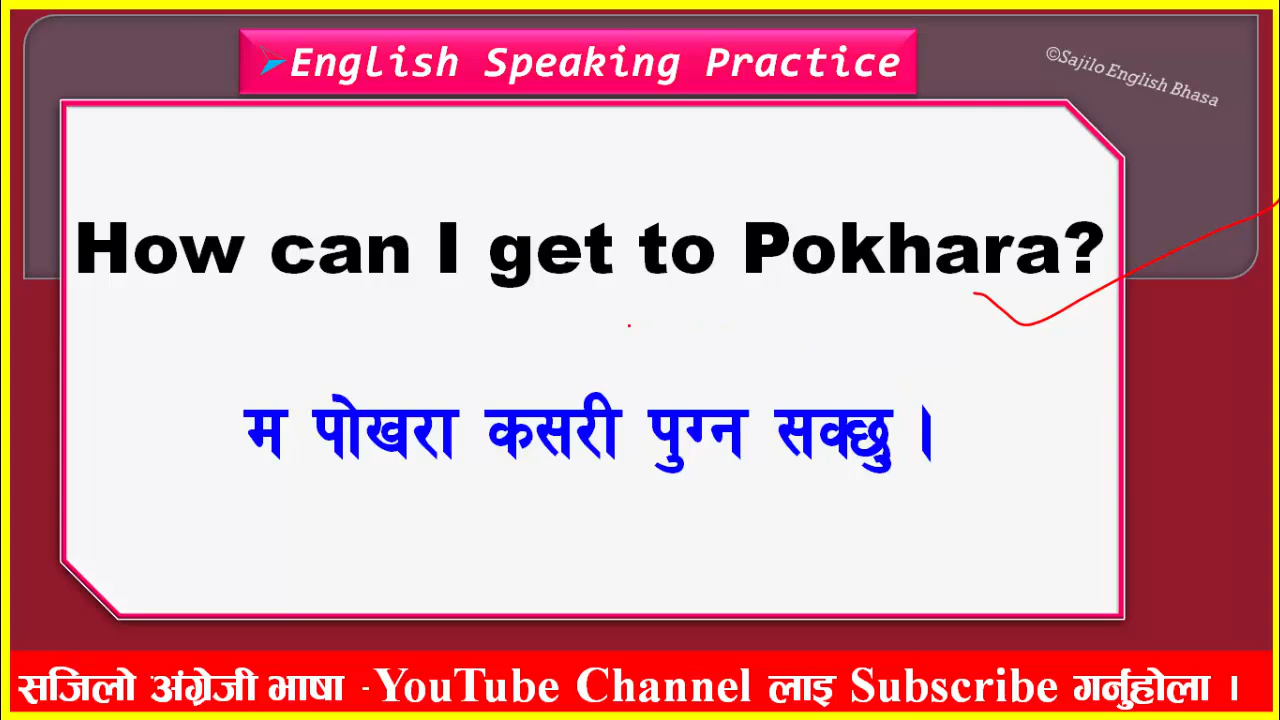 English Speaking Practice
©Sajilo English Bhasa
How can I get to Pokhara?
म पोखरा कसरी पुग्न सक्छु ।
सजिलो अंग्रेजी भाषा -YouTube Channel लाइ Subscribe गर्नुहोला ।